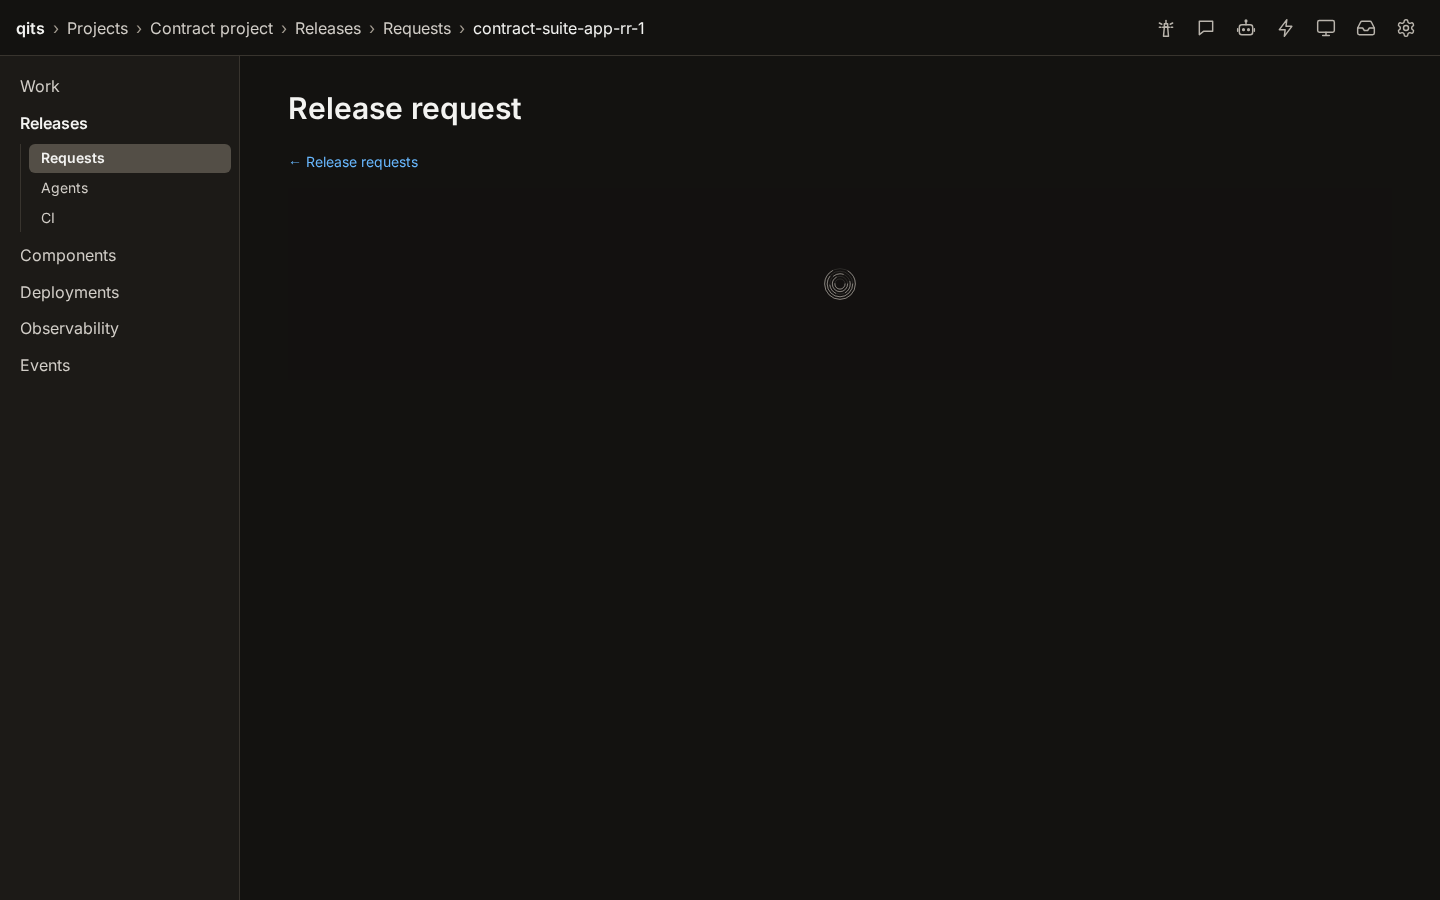 qits › Projects › Contract project › Releases › Requests › contract-suite-app-rr-1
Work
Releases
Requests
Agents
CI
Components
Deployments
Observability
Events
Release request
← Release requests